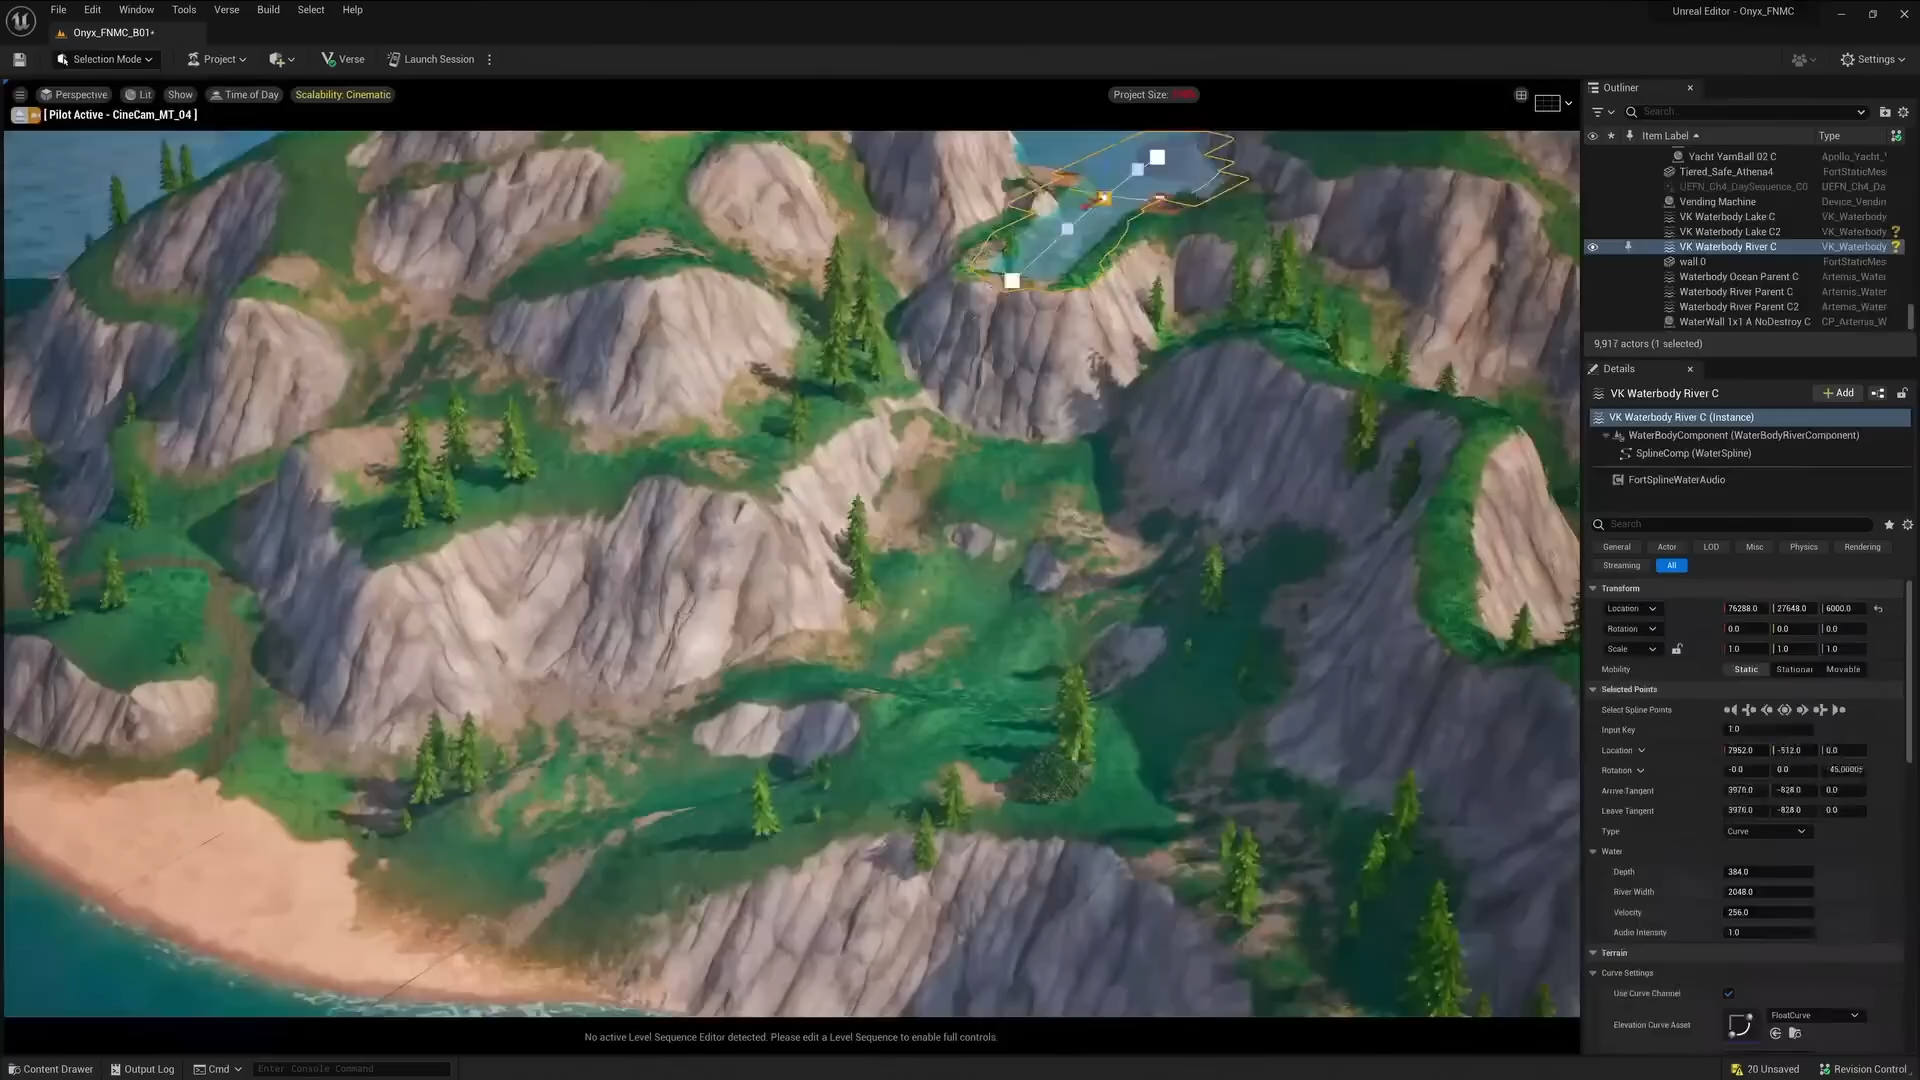 File Edit Window Tools Verse Build Select Help
Unreal Editor - Onyx_FNMC
Onyx_FNMC_B01*
Selection Mode Project Verse Launch Session
Settings
Perspective Lit Show Time of Day Scalability: Cinematic
Project Size:
[ Pilot Active - CineCam_MT_04 ]
Outliner
Search...
Item Label Type
Yacht YarnBall 02 C Apollo_Yacht_
Tiered_Safe_Athena4 FortStaticMes
UEFN_Ch4_DaySequence_C0 UEFN_Ch4_Da
Vending Machine Device_Vendin
VK Waterbody Lake C VK_Waterbody
VK Waterbody Lake C2 VK_Waterbody ?
VK Waterbody River C VK_Waterbody ?
wall 0 FortStaticMes
Waterbody Ocean Parent C Artemis_Water
Waterbody River Parent C Artemis_Water
Waterbody River Parent C2 Artemis_Water
WaterWall 1x1 A NoDestroy C CP_Artemis_W
9,917 actors (1 selected)
Details
VK Waterbody River C
Add
VK Waterbody River C (Instance)
WaterBodyComponent (WaterBodyRiverComponent)
SplineComp (WaterSpline)
FortSplineWaterAudio
Search
General Actor LOD Misc Physics Rendering
Streaming All
Transform
Location 76288.0 27648.0 6000.0
Rotation 0.0 0.0 0.0
Scale 1.0 1.0 1.0
Mobility Static Stationar Movable
Selected Points
Select Spline Points
Input Key 1.0
Location 7952.0 -512.0 0.0
Rotation -0.0 0.0
Arrive Tangent 3976.0 -828.0 0.0
Leave Tangent 3976.0 -828.0 0.0
Type Curve
Water
Depth 384.0
River Width 2048.0
Velocity 256.0
Audio Intensity 1.0
Terrain
Curve Settings
Use Curve Channel
Elevation Curve Asset FloatCurve
No active Level Sequence Editor detected. Please edit a Level Sequence to enable full controls.
Content Drawer Output Log Cmd Enter Console Command
20 Unsaved Revision Control